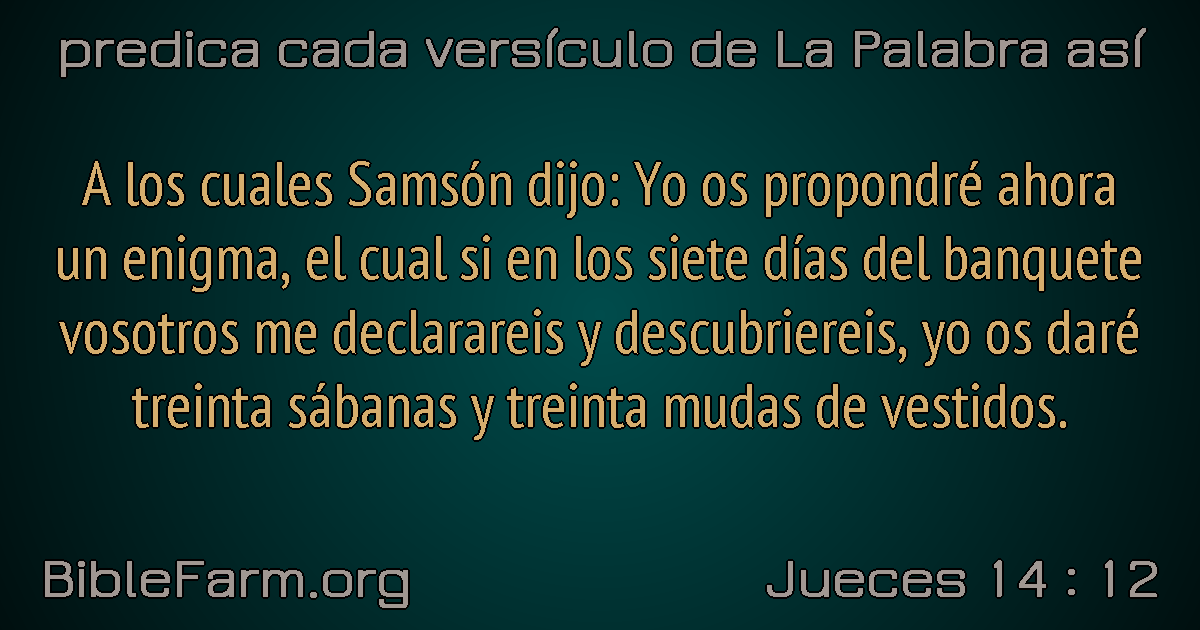 predica cada versículo de La Palabra así
A los cuales Samsón dijo: Yo os propondré ahora
un enigma, el cual si en los siete días del banquete
vosotros me declarareis y descubriereis, yo os daré
treinta sábanas y treinta mudas de vestidos.
BibleFarm.org
Jueces 14 : 12